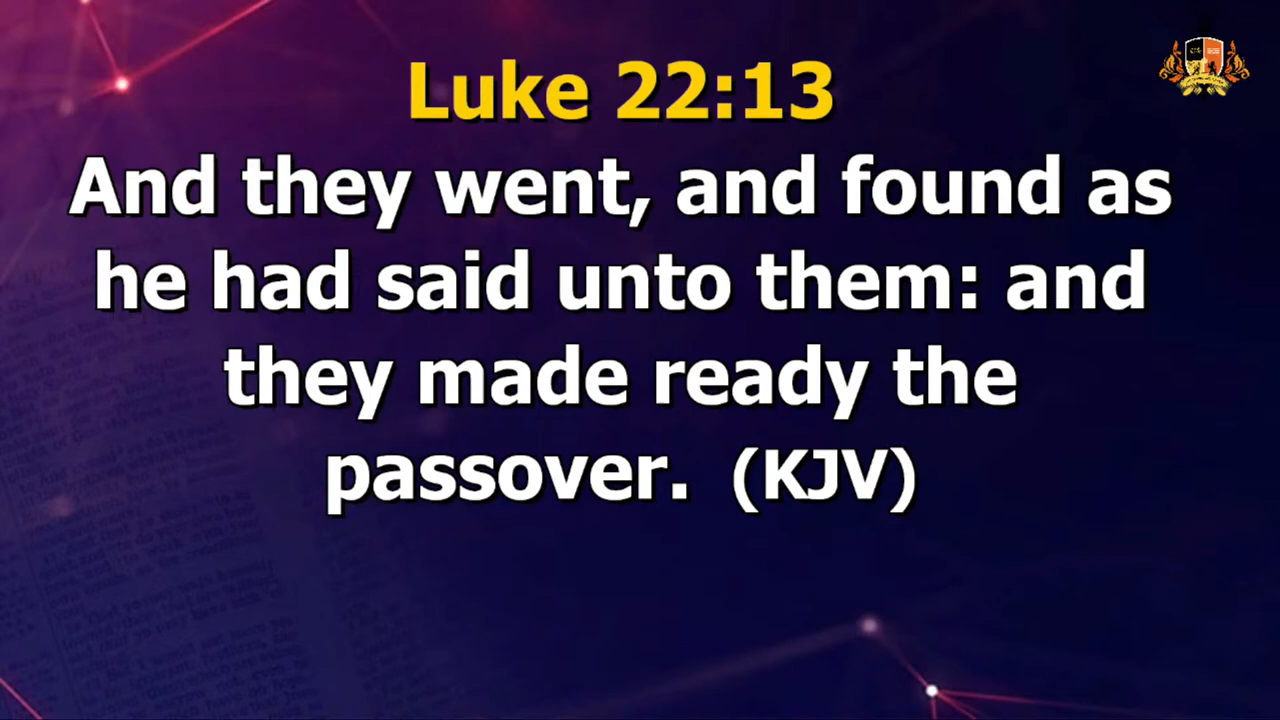 Luke 22:13
And they went, and found as
he had said unto them: and
they made ready the
passover.  (KJV)